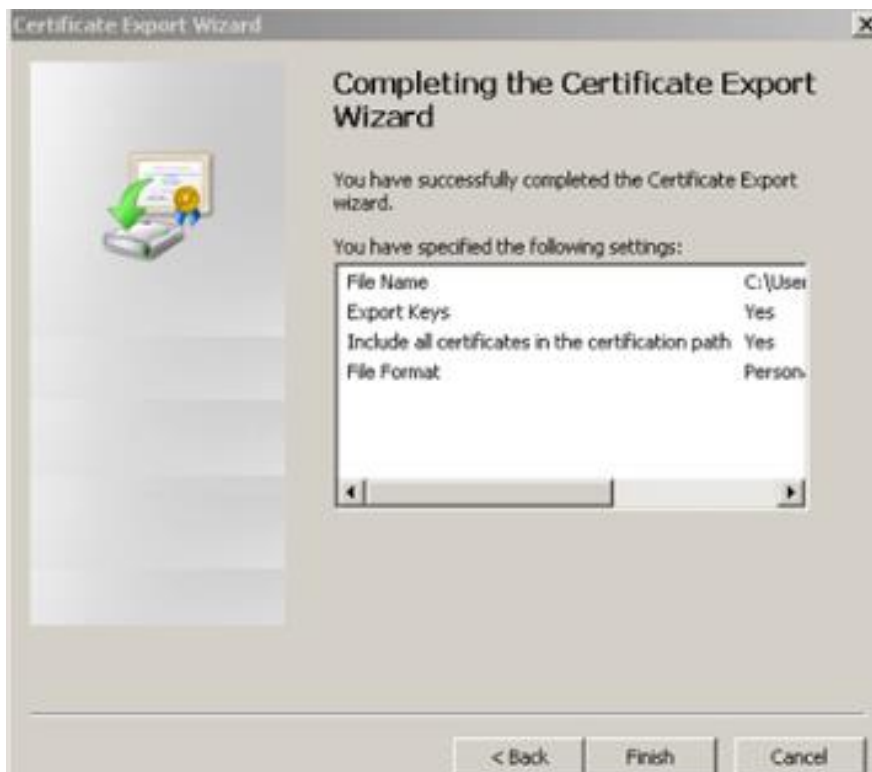 Certificate Export Wizard
Completing the Certificate Export
Wizard
You have successfully completed the Certificate Export
wizard.
You have specified the following settings:
File Name C:\User
Export Keys Yes
Include all certificates in the certification path Yes
File Format Persona
< Back Finish Cancel